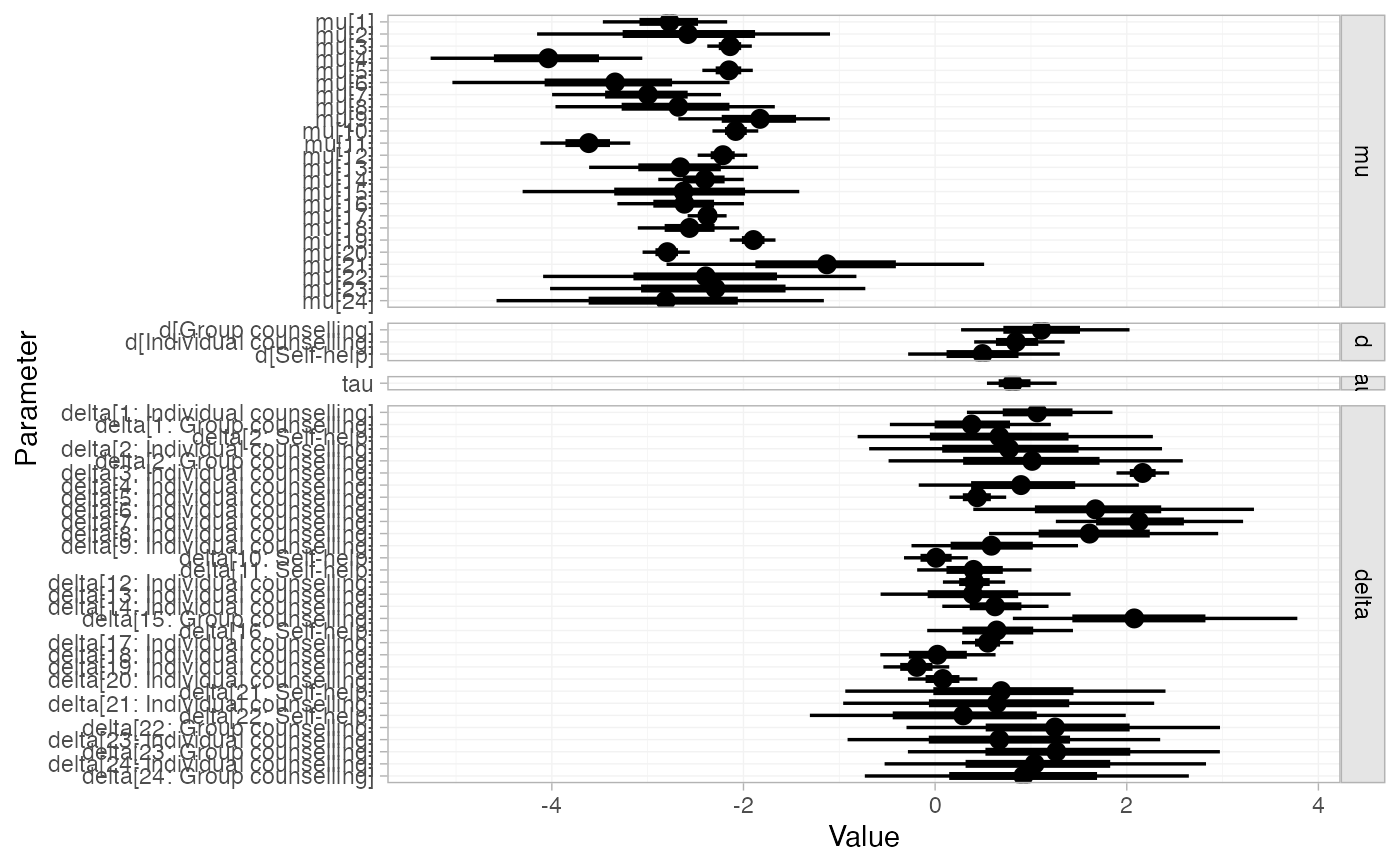 mu[1]
mu[2]
mu[3]
mu[4]
mu[5]
mu[6]
mu[7]
mu[8]
mu[9]
mu[10]
mu[11]
mu[12]
mu[13]
mu[14]
mu[15]
mu[16]
mu[17]
mu[18]
mu[19]
mu[20]
mu[21]
mu[22]
mu[23]
mu[24]
mu
d[Group counselling]
d[Individual counselling]
d[Self-help]
d
tau
au
delta[1: Individual counselling]
delta[1: Group counselling]
delta[2: Self-help]
delta[2: Individual counselling]
delta[2: Group counselling]
delta[3: Individual counselling]
delta[4: Individual counselling]
delta[5: Individual counselling]
delta[6: Individual counselling]
delta[7: Individual counselling]
delta[8: Individual counselling]
delta[9: Individual counselling]
delta[10: Self-help]
delta[11: Self-help]
delta[12: Individual counselling]
delta[13: Individual counselling]
delta[14: Individual counselling]
delta[15: Group counselling]
delta[16: Self-help]
delta[17: Individual counselling]
delta[18: Individual counselling]
delta[19: Individual counselling]
delta[20: Individual counselling]
delta[21: Self-help]
delta[21: Individual counselling]
delta[22: Self-help]
delta[22: Group counselling]
delta[23: Individual counselling]
delta[23: Group counselling]
delta[24: Individual counselling]
delta[24: Group counselling]
delta
Parameter
-4
-2
0
2
4
Value